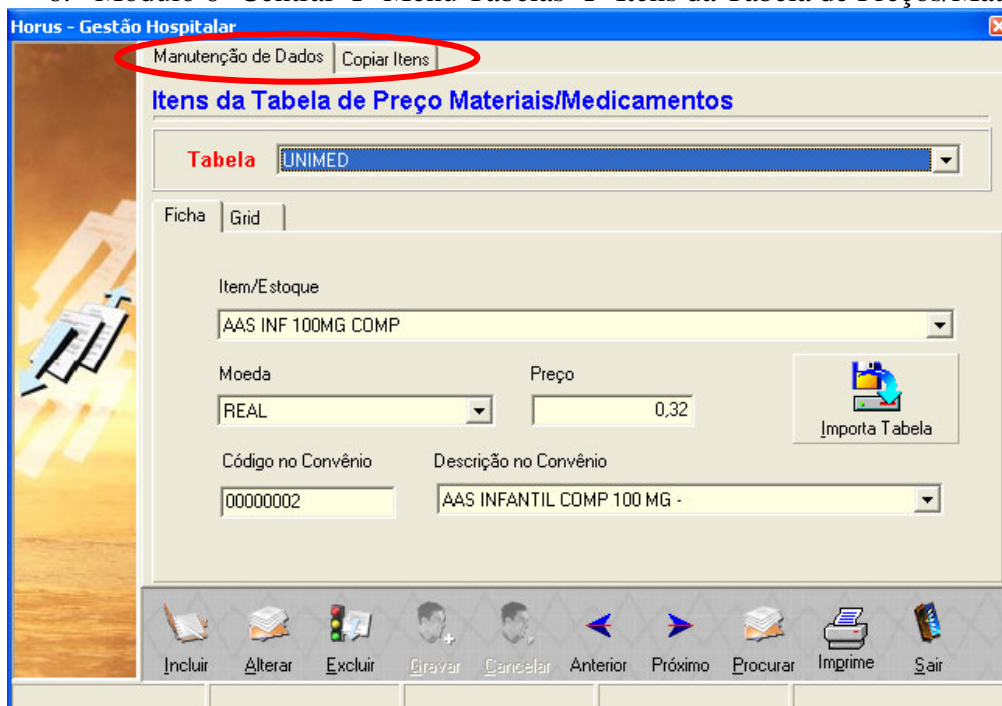 Horus - Gestão Hospitalar
Manutenção de Dados Copiar Itens
Itens da Tabela de Preço Materiais/Medicamentos
Tabela UNIMED
Ficha Grid
Item/Estoque
AAS INF 100MG COMP
Moeda Preço
REAL 0,32
Importa Tabela
Código no Convênio Descrição no Convênio
00000002 AAS INFANTIL COMP 100 MG -
Incluir Alterar Excluir Gravar Cancelar Anterior Próximo Procurar Imprime Sair